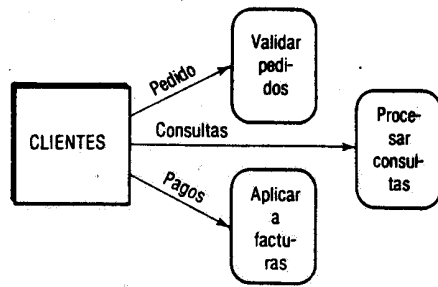 Validar
pedi-
dos
Pedido
CLIENTES
Consultas
Proce-
sar
consul-
tas
Pagos
Aplicar
a
factu-
ras